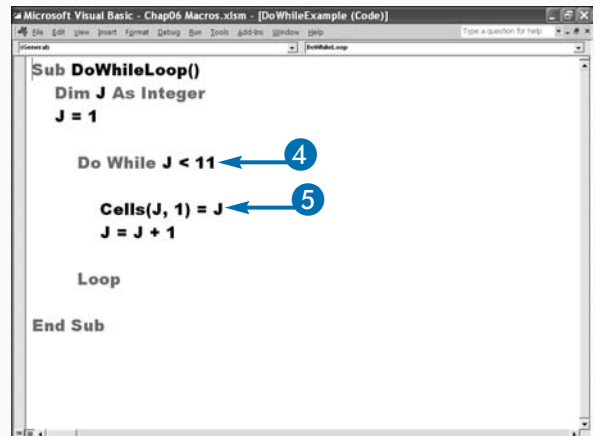 Microsoft Visual Basic - Chap06 Macros.xlsm - [DoWhileExample (Code)]
File Edit View Insert Format Debug Run Tools Add-Ins Window Help Type a question for help
(General) DoWhileLoop
Sub DoWhileLoop()
Dim J As Integer
J = 1
Do While J < 11 4
Cells(J, 1) = J 5
J = J + 1
Loop
End Sub